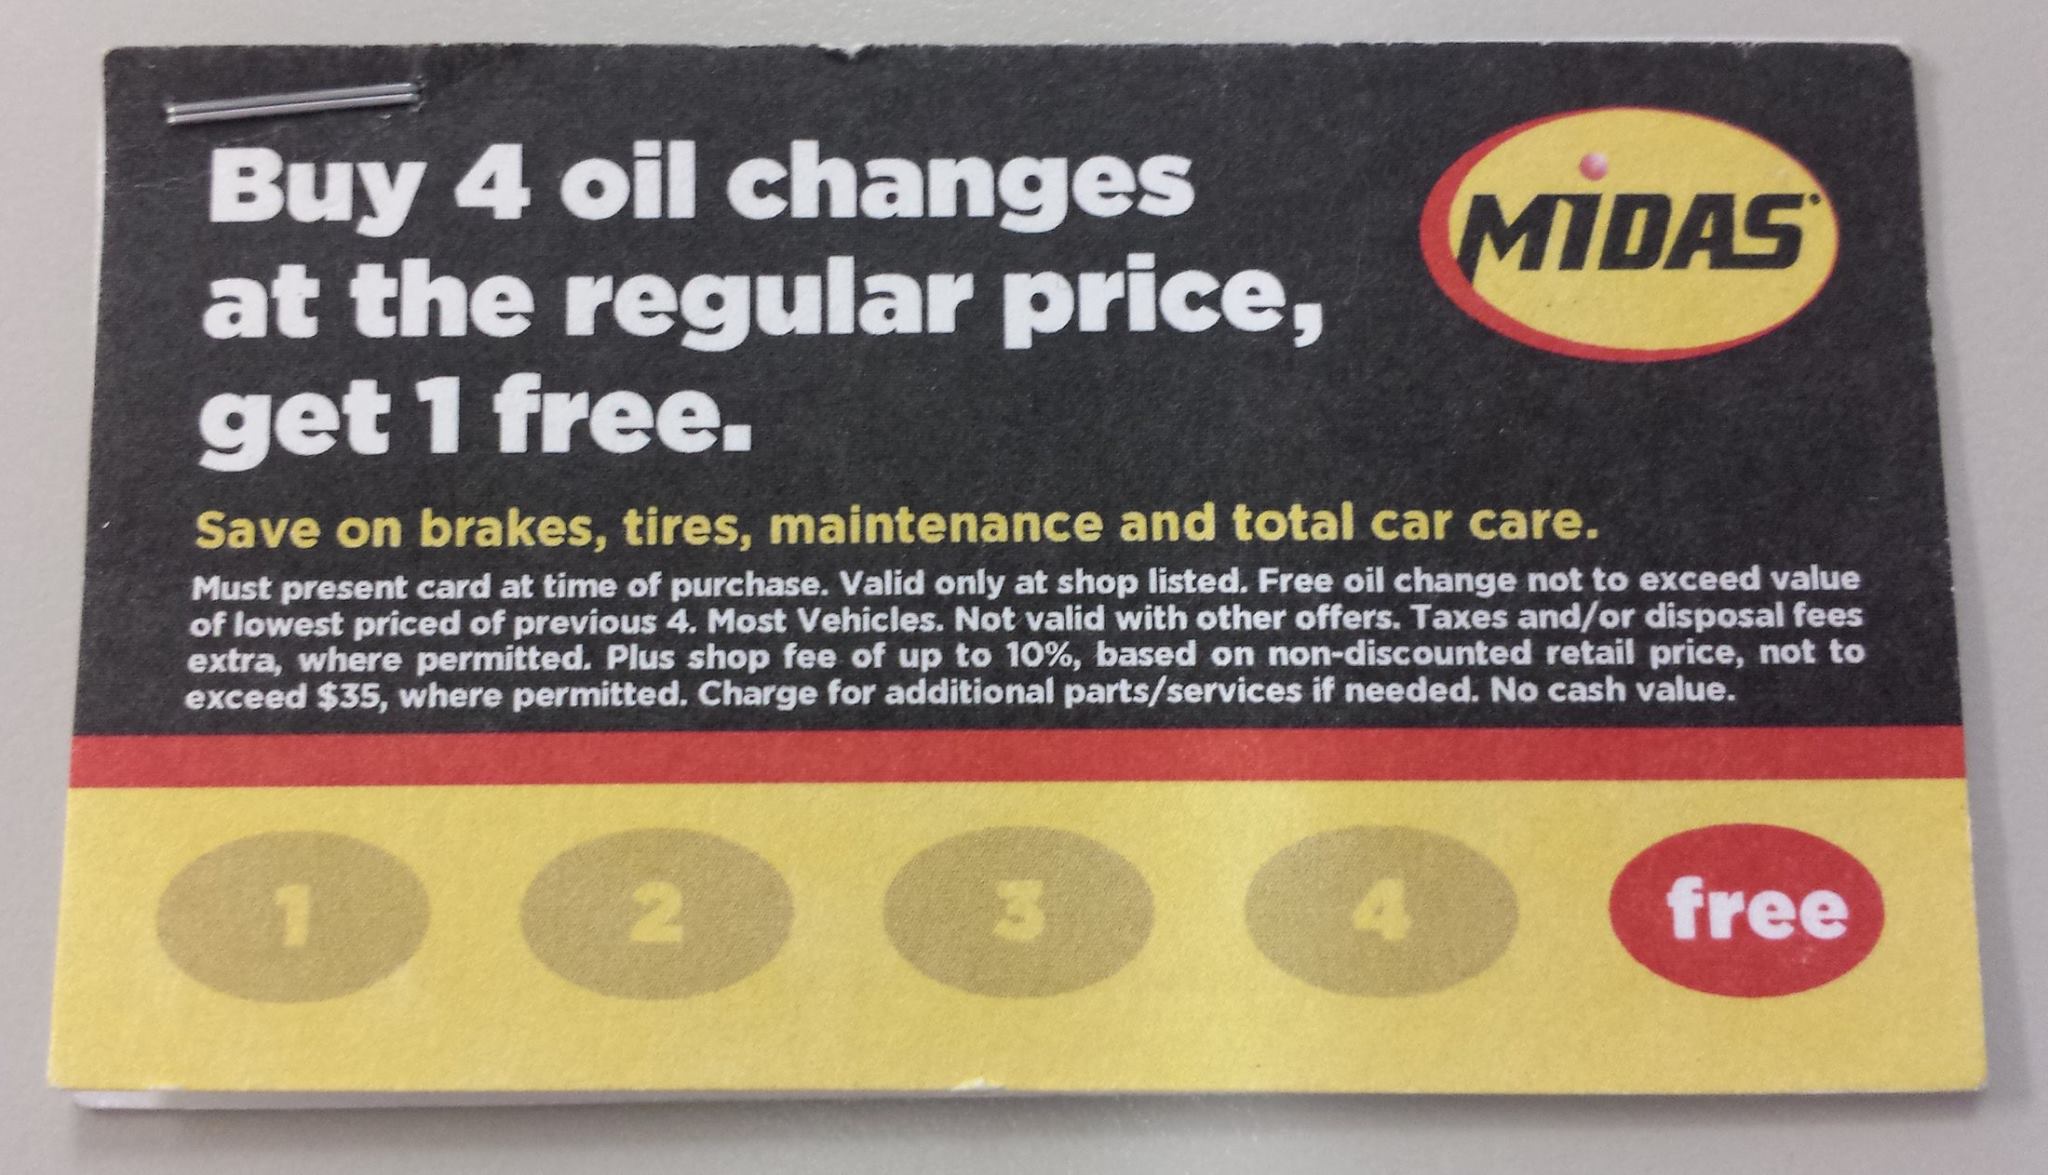 Buy 4 oil changes
at the regular price,
get 1 free.
MIDAS
Save on brakes, tires, maintenance and total car care.
Must present card at time of purchase. Valid only at shop listed. Free oil change not to exceed value
of lowest priced of previous 4. Most Vehicles. Not valid with other offers. Taxes and/or disposal fees
extra, where permitted. Plus shop fee of up to 10%, based on non-discounted retail price, not to
exceed $35, where permitted. Charge for additional parts/services if needed. No cash value.
1 2 3 4 free